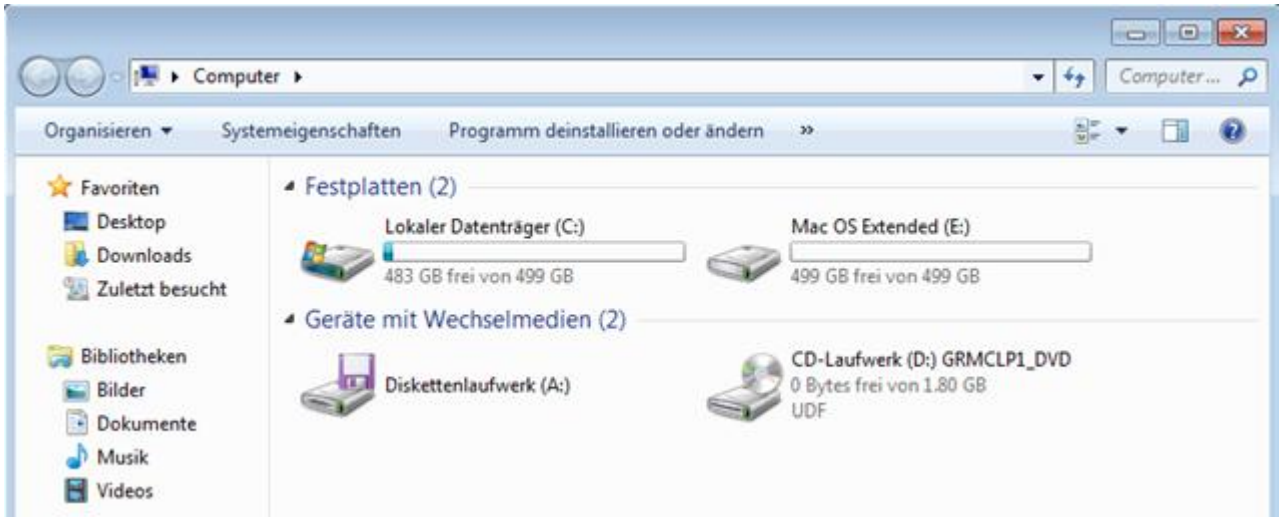 Computer
Computer...
Organisieren Systemeigenschaften Programm deinstallieren oder ändern »
Favoriten
Desktop
Downloads
Zuletzt besucht
Bibliotheken
Bilder
Dokumente
Musik
Videos
Festplatten (2)
Lokaler Datenträger (C:)
483 GB frei von 499 GB
Mac OS Extended (E:)
499 GB frei von 499 GB
Geräte mit Wechselmedien (2)
Diskettenlaufwerk (A:)
CD-Laufwerk (D:) GRMCLP1_DVD
0 Bytes frei von 1.80 GB
UDF